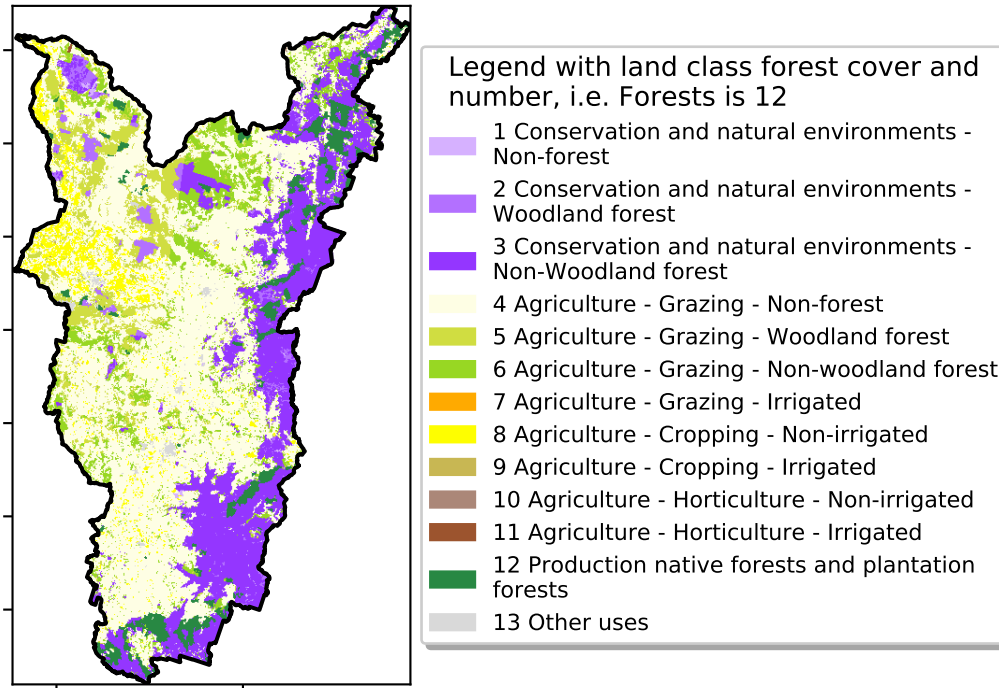 Legend with land class forest cover and
number, i.e. Forests is 12
1 Conservation and natural environments -
Non-forest
2 Conservation and natural environments -
Woodland forest
3 Conservation and natural environments -
Non-Woodland forest
4 Agriculture - Grazing - Non-forest
5 Agriculture - Grazing - Woodland forest
6 Agriculture - Grazing - Non-woodland forest
7 Agriculture - Grazing - Irrigated
8 Agriculture - Cropping - Non-irrigated
9 Agriculture - Cropping - Irrigated
10 Agriculture - Horticulture - Non-irrigated
11 Agriculture - Horticulture - Irrigated
12 Production native forests and plantation
forests
13 Other uses